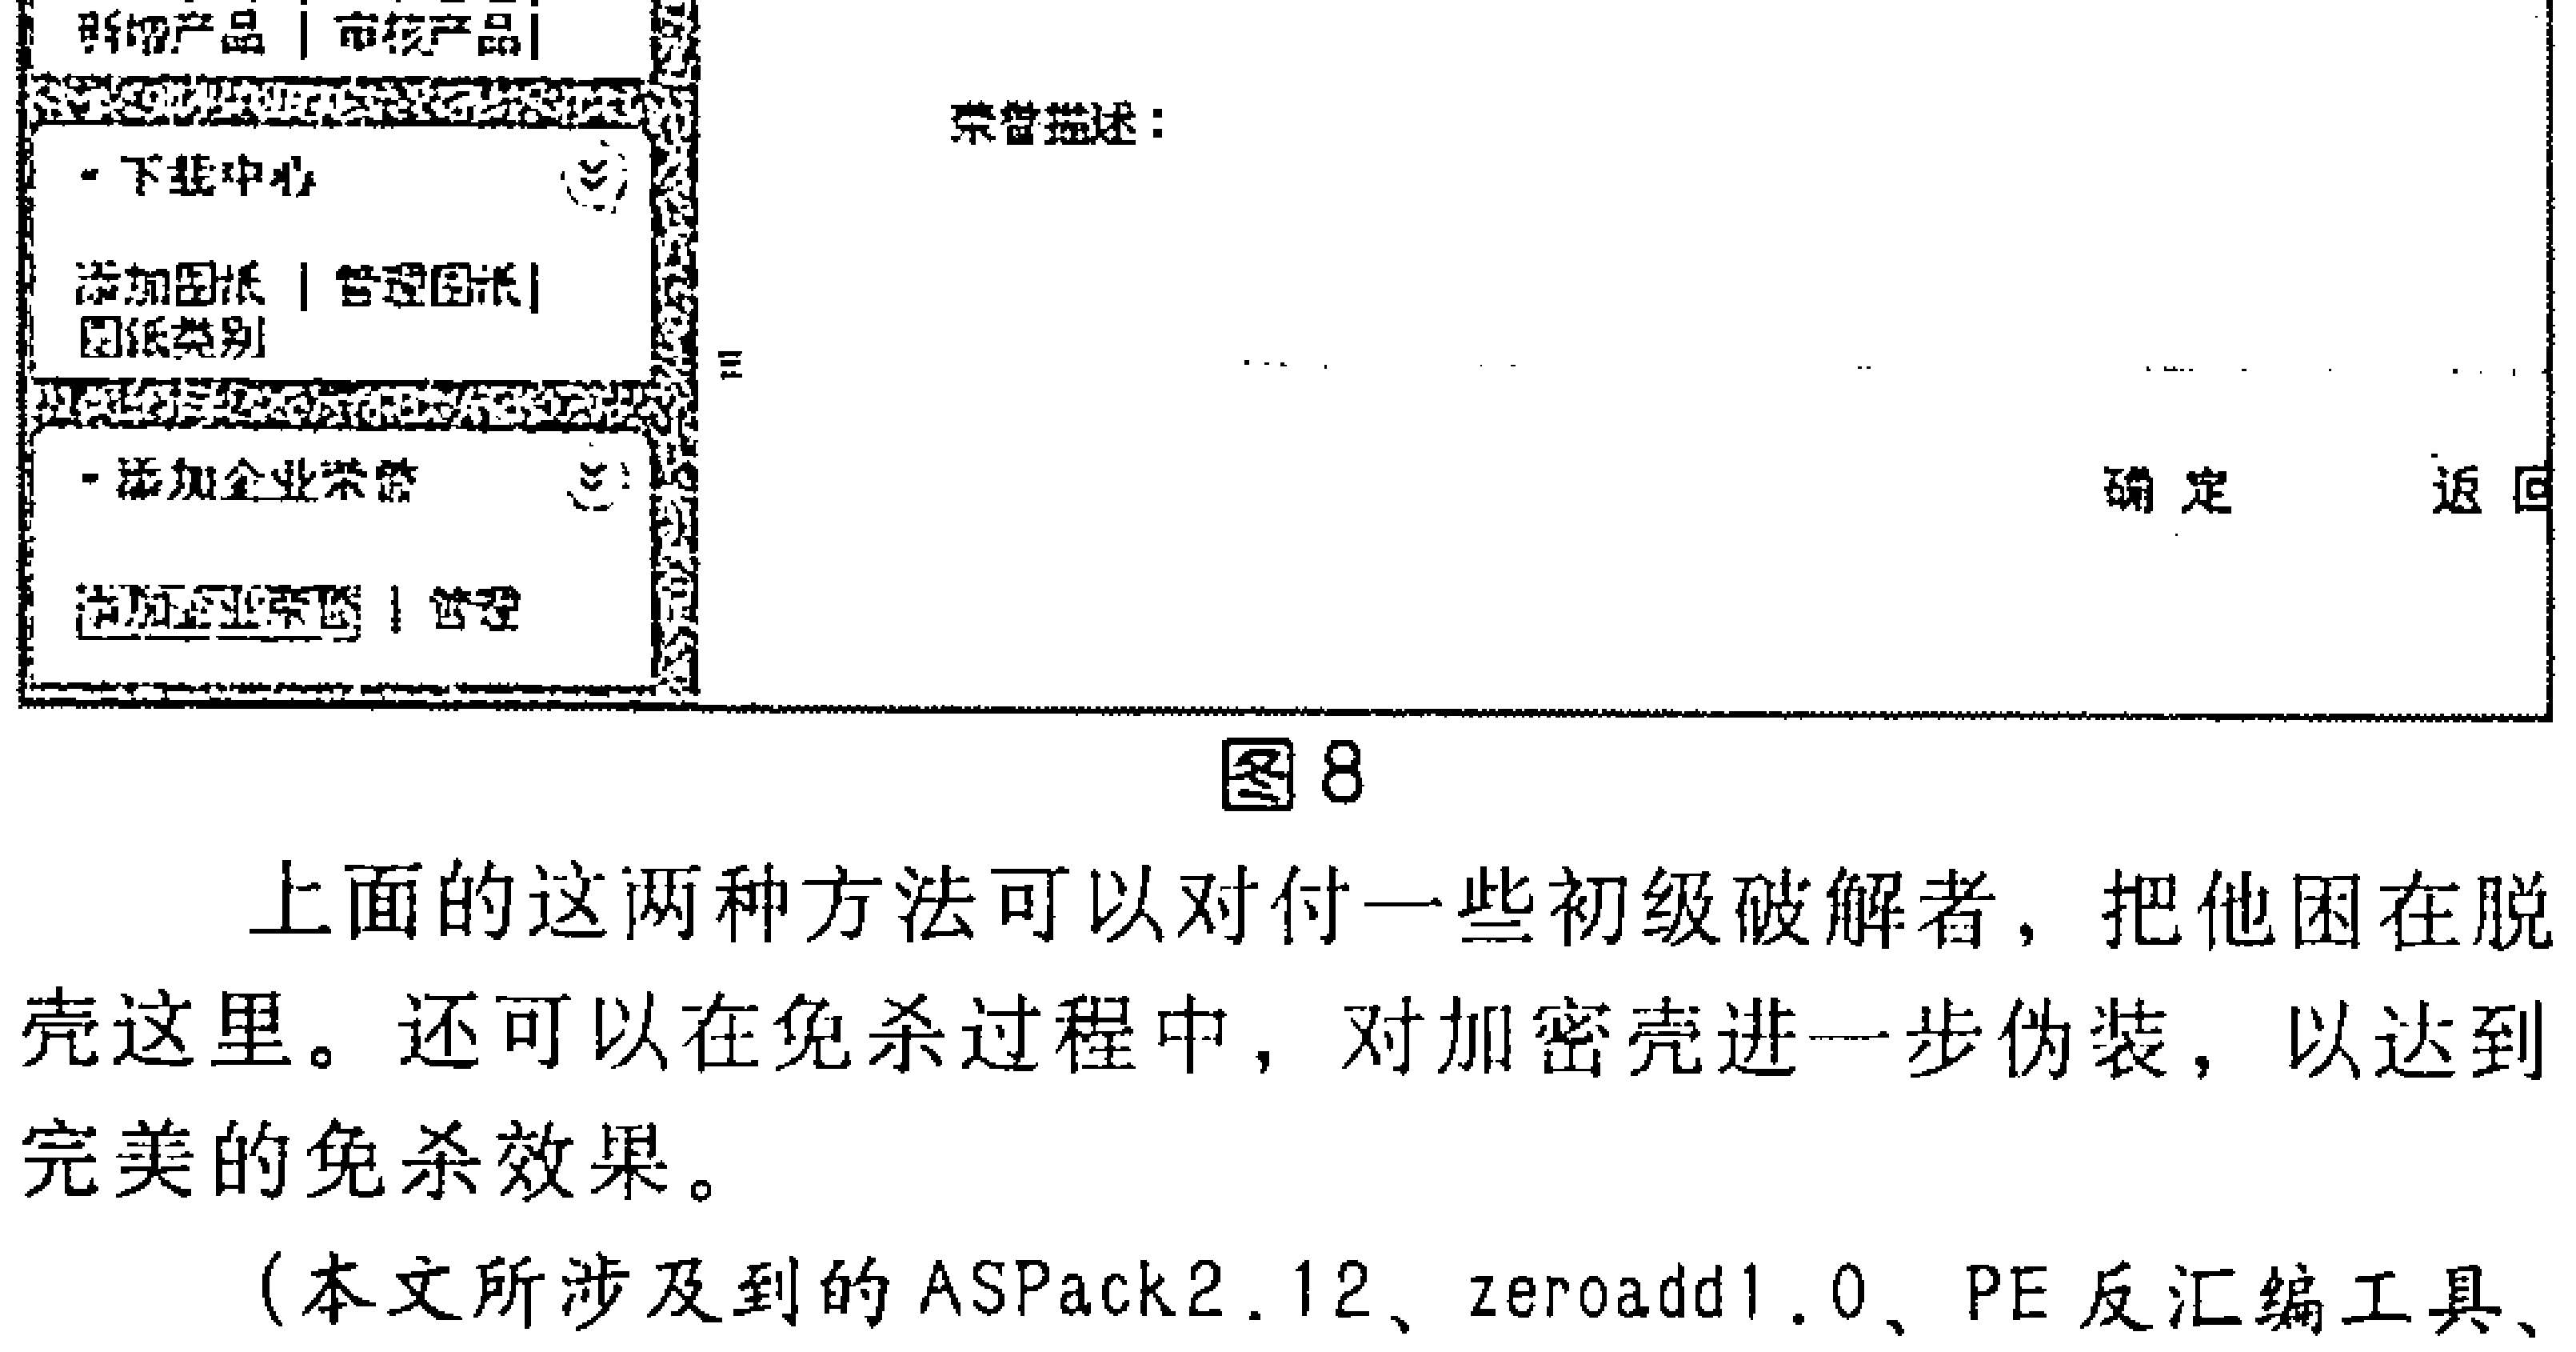 产品 | 审核产品|
荣誉描述：
- 下载中心
添加图纸 | 管理图纸|
图纸类别
- 添加企业荣誉
确 定 返 回
添加企业荣誉 | 管理
图 8
上面的这两种方法可以对付一些初级破解者，把他困在脱
壳这里。还可以在免杀过程中，对加密壳进一步伪装，以达到
完美的免杀效果。
（本文所涉及到的 ASPack2.12、zeroadd1.0、PE 反汇编工具、